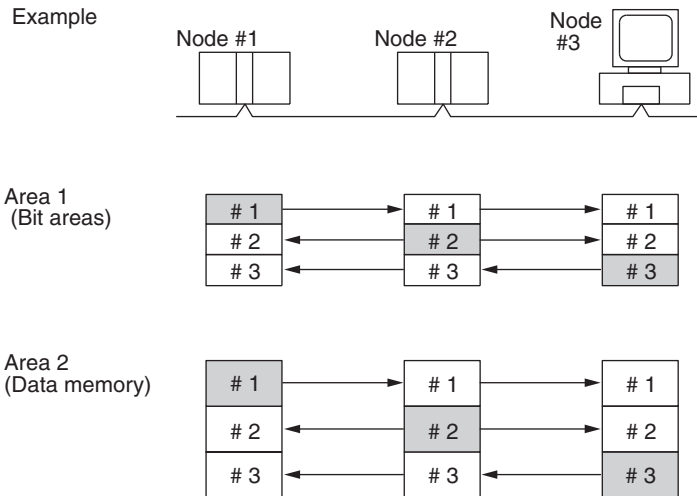 Example
Node #1
Node #2
Node
#3
Area 1
(Bit areas)
# 1 # 1 # 1
# 2 # 2 # 2
# 3 # 3 # 3
Area 2
(Data memory)
# 1 # 1 # 1
# 2 # 2 # 2
# 3 # 3 # 3